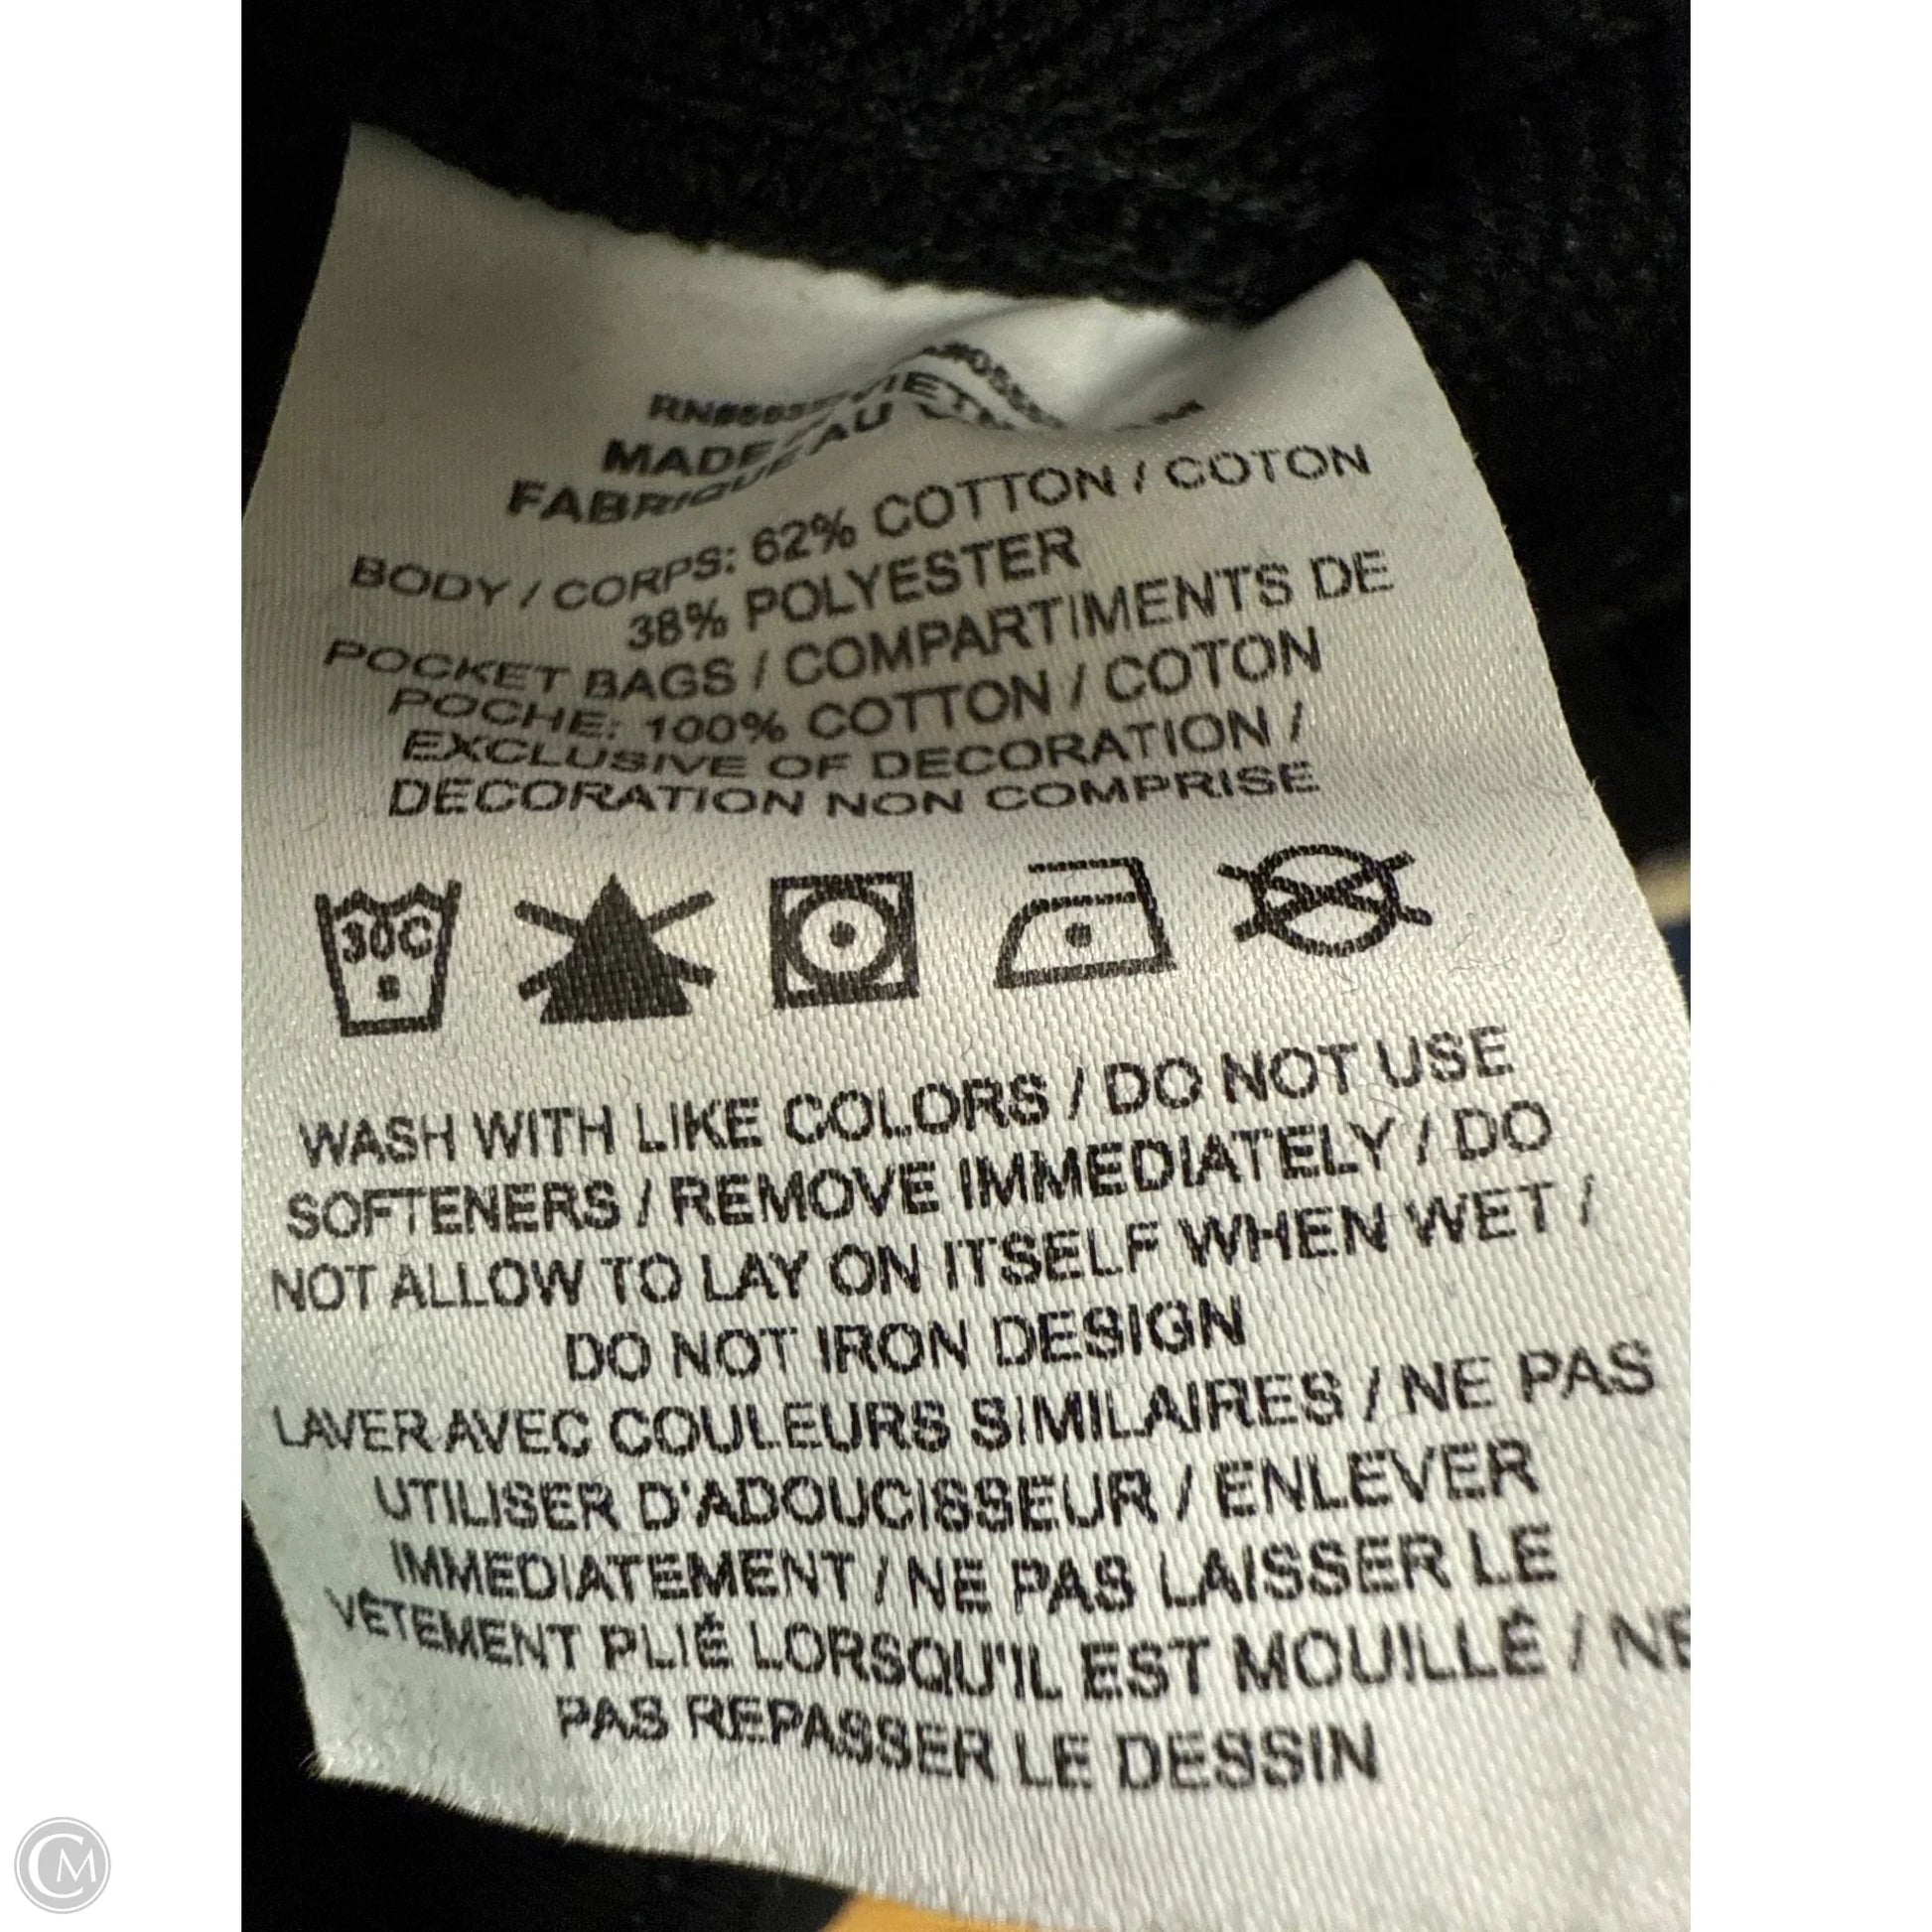 MADE
FABRIQUE AU
BODY / CORPS: 62% COTTON / COTON
38% POLYESTER
POCKET BAGS / COMPARTIMENTS DE
POCHE: 100% COTTON / COTON
EXCLUSIVE OF DECORATION /
DECORATION NON COMPRISE
30C
WASH WITH LIKE COLORS / DO NOT USE
SOFTENERS / REMOVE IMMEDIATELY / DO
NOT ALLOW TO LAY ON ITSELF WHEN WET /
DO NOT IRON DESIGN
LAVER AVEC COULEURS SIMILAIRES / NE PAS
UTILISER D'ADOUCISSEUR / ENLEVER
IMMEDIATEMENT / NE PAS LAISSER LE
VÊTEMENT PLIÉ LORSQU'IL EST MOUILLÉ / NE
PAS REPASSER LE DESSIN
CM